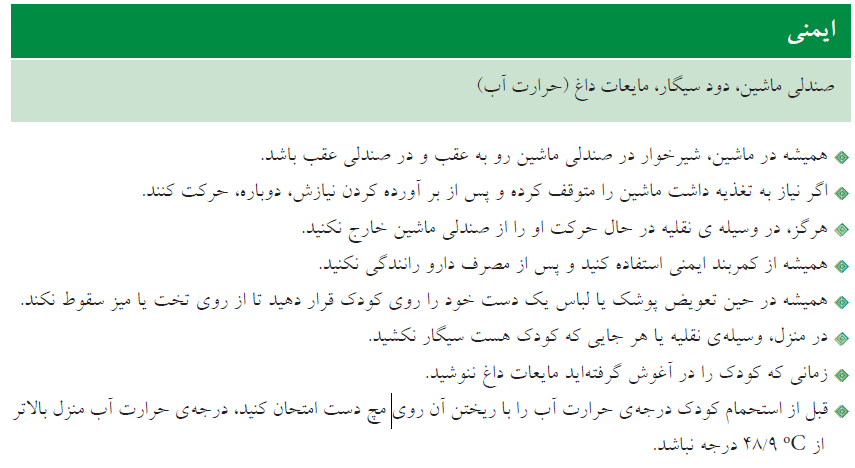 ایمنی
صندلی ماشین، دود سیگار، مایعات داغ (حرارت آب)
همیشه در ماشین، شیرخوار در صندلی ماشین رو به عقب و در صندلی عقب باشد.
اگر نیاز به تغذیه داشت ماشین را متوقف کرده و پس از بر آورده کردن نیازش، دوباره، حرکت کنند.
هرگز، در وسیله ی نقلیه در حال حرکت او را از صندلی ماشین خارج نکنید.
همیشه از کمربند ایمنی استفاده کنید و پس از مصرف دارو رانندگی نکنید.
همیشه در حین تعویض پوشک یا لباس یک دست خود را روی کودک قرار دهید تا از روی تخت یا میز سقوط نکند.
در منزل، وسیله‌ی نقلیه یا هر جایی که کودک هست سیگار نکشید.
زمانی که کودک را در آغوش گرفته‌اید مایعات داغ ننوشید.
قبل از استحمام کودک درجه‌ی حرارت آب را با ریختن آن روی مچ دست امتحان کنید، درجه‌ی حرارت آب منزل بالاتر
از ۴۸/۹ °C درجه نباشد.